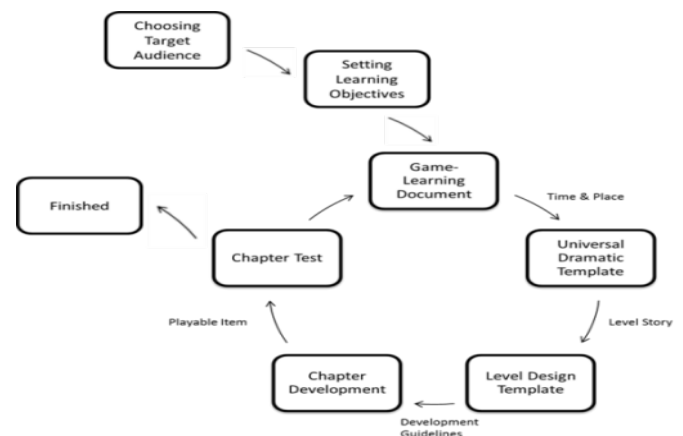 Choosing
Target
Audience
Setting
Learning
Objectives
Game-
Learning
Document
Time & Place
Finished
Chapter Test
Universal
Dramatic
Template
Playable Item
Level Story
Chapter
Development
Level Design
Template
Development
Guidelines